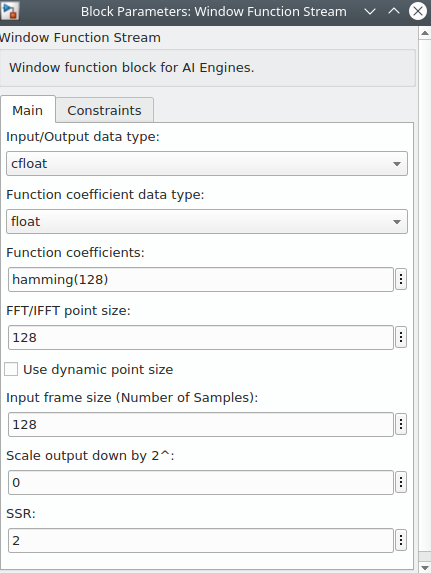 Block Parameters: Window Function Stream
Window Function Stream
Window function block for AI Engines.
Main Constraints
Input/Output data type:
cfloat
Function coefficient data type:
float
Function coefficients:
hamming(128)
FFT/IFFT point size:
128
Use dynamic point size
Input frame size (Number of Samples):
128
Scale output down by 2^:
0
SSR:
2